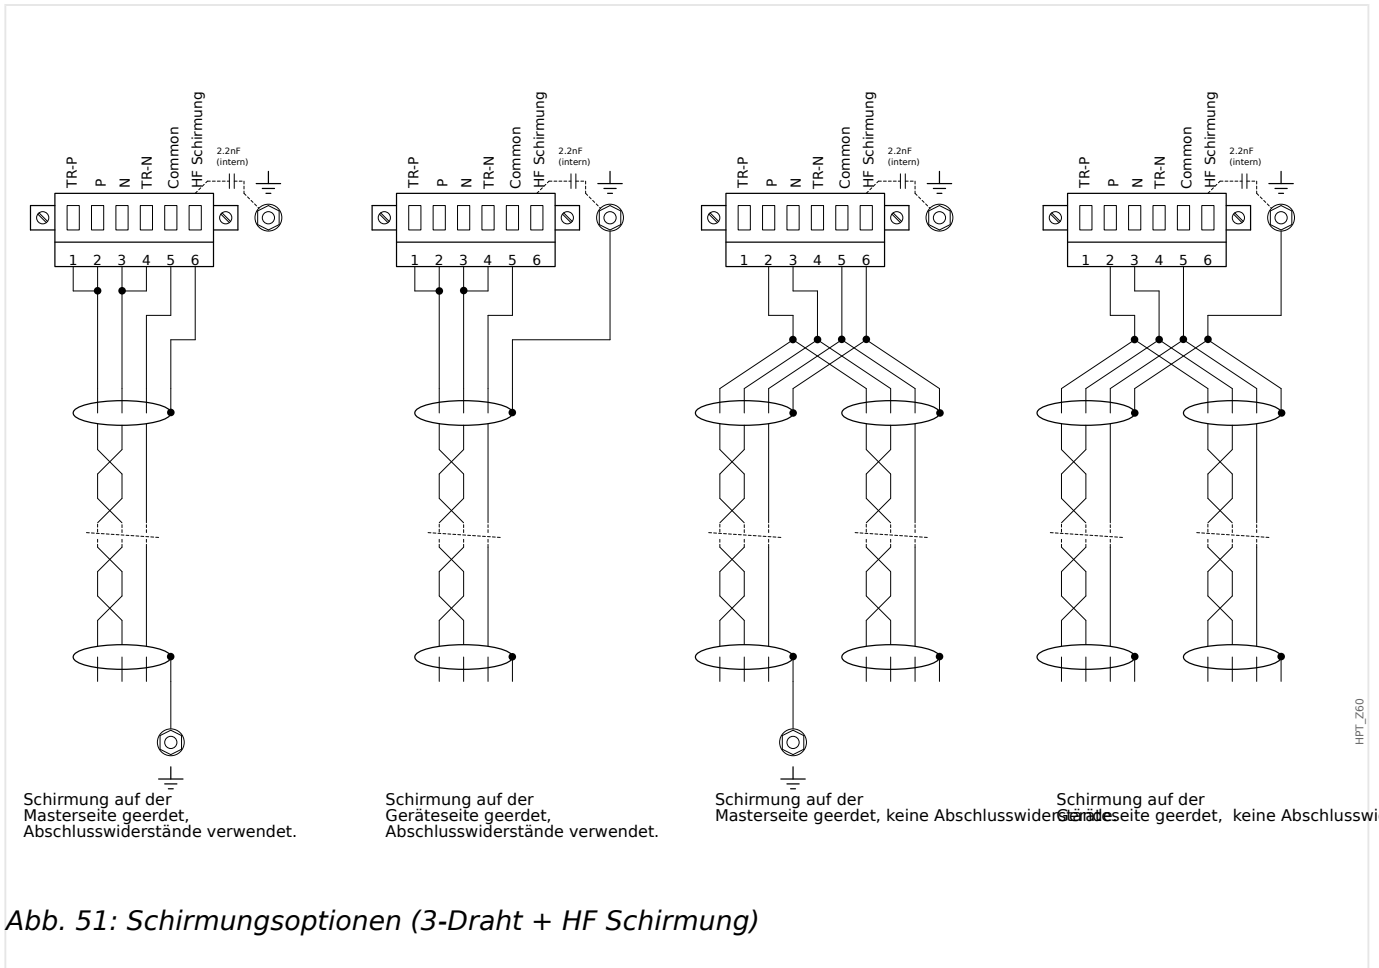 TR-P
P
N
TR-N
Common
HF Schirmung
2.2nF
(intern)
1 2 3 4 5 6
TR-P
P
N
TR-N
Common
HF Schirmung
2.2nF
(intern)
1 2 3 4 5 6
TR-P
P
N
TR-N
Common
HF Schirmung
2.2nF
(intern)
1 2 3 4 5 6
TR-P
P
N
TR-N
Common
HF Schirmung
2.2nF
(intern)
1 2 3 4 5 6
HPT_Z60
Schirmung auf der
Masterseite geerdet,
Abschlusswiderstände verwendet.
Schirmung auf der
Geräteseite geerdet,
Abschlusswiderstände verwendet.
Schirmung auf der
Masterseite geerdet, keine Abschlusswiderstände.
Schirmung auf der
Geräteseite geerdet, keine Abschlusswi
Abb. 51: Schirmungsoptionen (3-Draht + HF Schirmung)